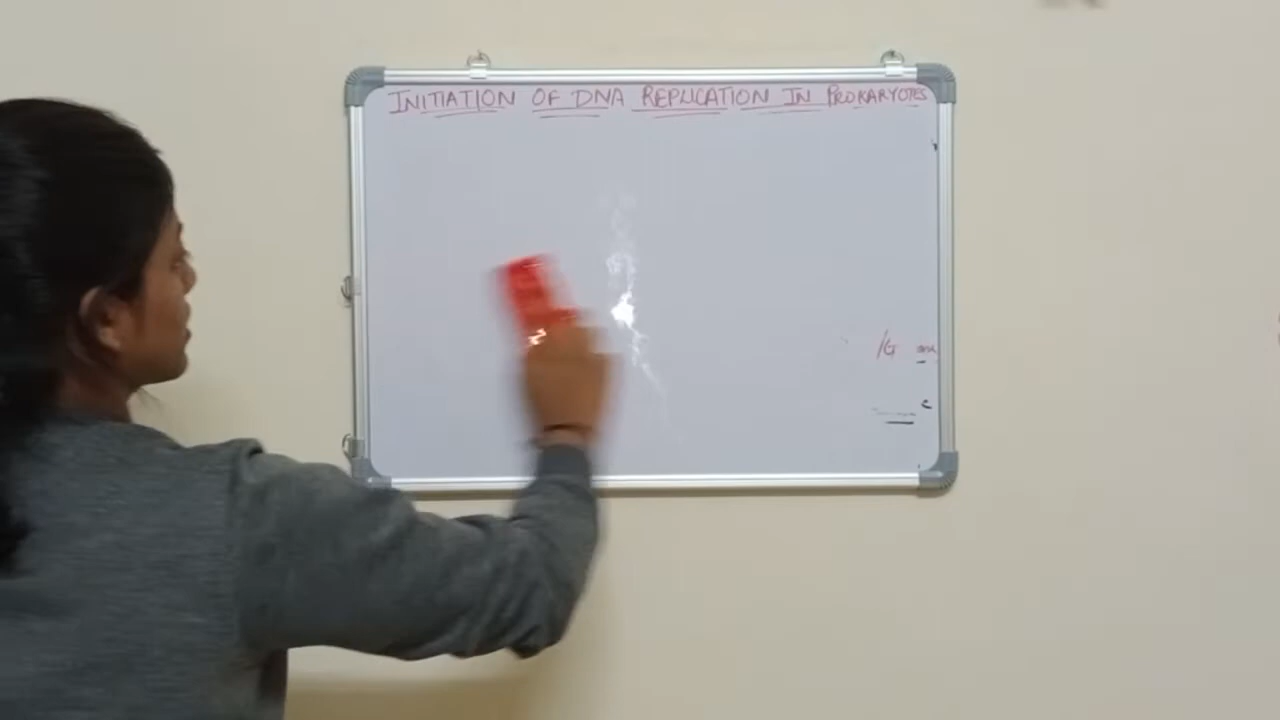 INITIATION OF DNA REPLICATION IN PROKARYOTES
/G